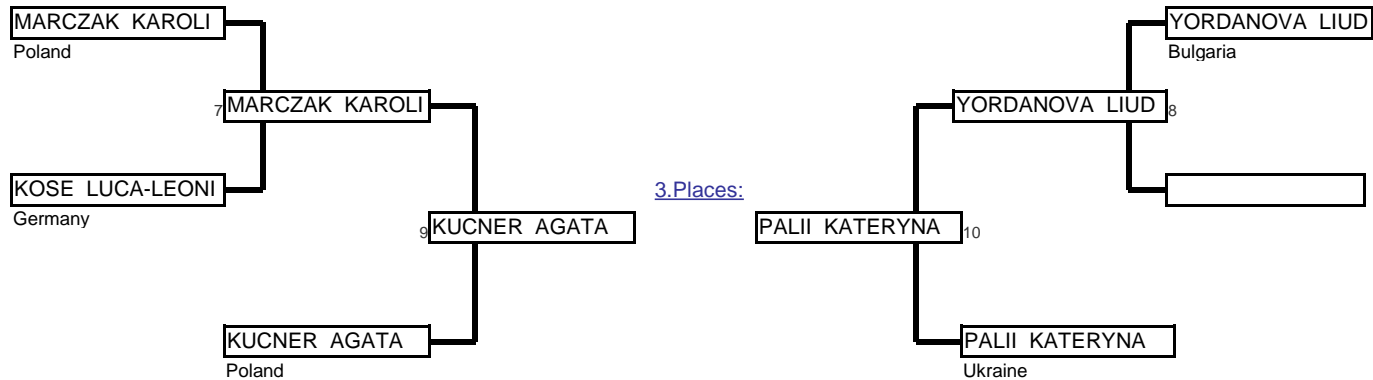 MARCZAK KAROLI
Poland
7 MARCZAK KAROLI
KOSE LUCA-LEONI
Germany
9 KUCNER AGATA
KUCNER AGATA
Poland
3.Places:
YORDANOVA LIUD
Bulgaria
YORDANOVA LIUD 8
PALII KATERYNA 10
PALII KATERYNA
Ukraine